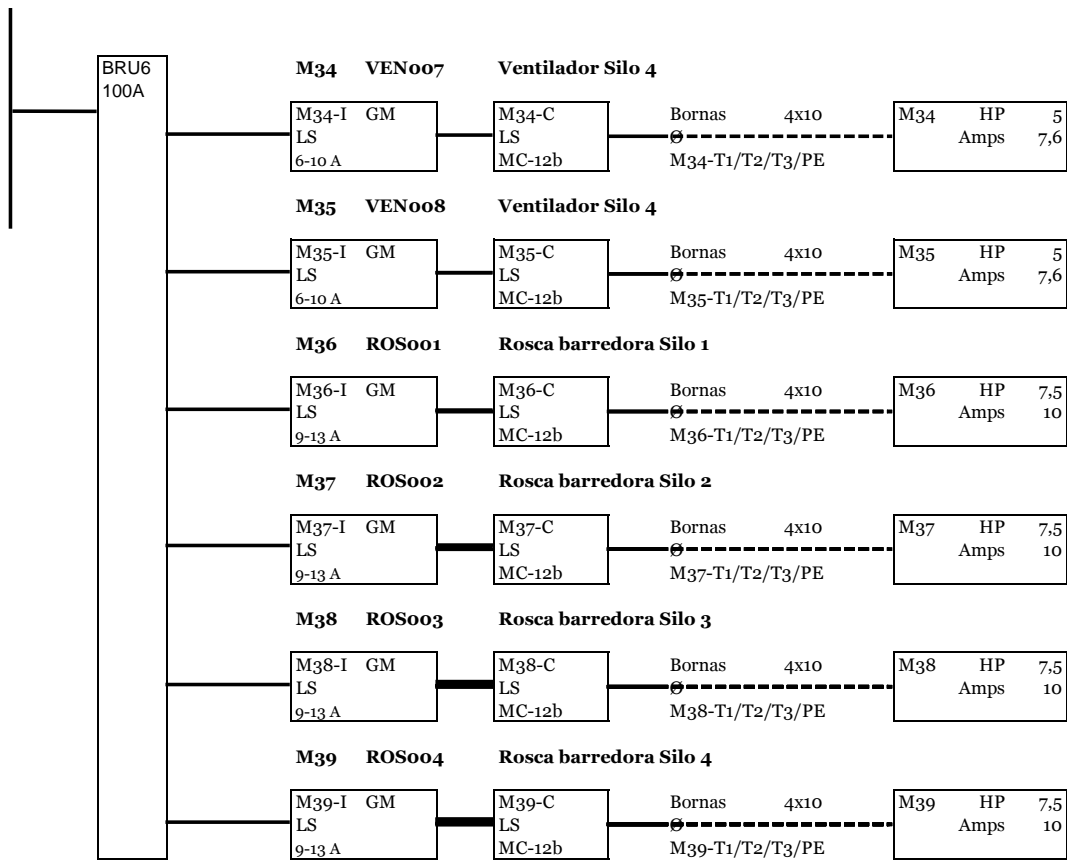 BRU6
100A
M34 VEN007 Ventilador Silo 4
M34-I GM M34-C Bornas 4x10 M34 HP 5
LS LS Ø Amps 7,6
6-10 A MC-12b M34-T1/T2/T3/PE
M35 VEN008 Ventilador Silo 4
M35-I GM M35-C Bornas 4x10 M35 HP 5
LS LS Ø Amps 7,6
6-10 A MC-12b M35-T1/T2/T3/PE
M36 ROS001 Rosca barredora Silo 1
M36-I GM M36-C Bornas 4x10 M36 HP 7,5
LS LS Ø Amps 10
9-13 A MC-12b M36-T1/T2/T3/PE
M37 ROS002 Rosca barredora Silo 2
M37-I GM M37-C Bornas 4x10 M37 HP 7,5
LS LS Ø Amps 10
9-13 A MC-12b M37-T1/T2/T3/PE
M38 ROS003 Rosca barredora Silo 3
M38-I GM M38-C Bornas 4x10 M38 HP 7,5
LS LS Ø Amps 10
9-13 A MC-12b M38-T1/T2/T3/PE
M39 ROS004 Rosca barredora Silo 4
M39-I GM M39-C Bornas 4x10 M39 HP 7,5
LS LS Ø Amps 10
9-13 A MC-12b M39-T1/T2/T3/PE